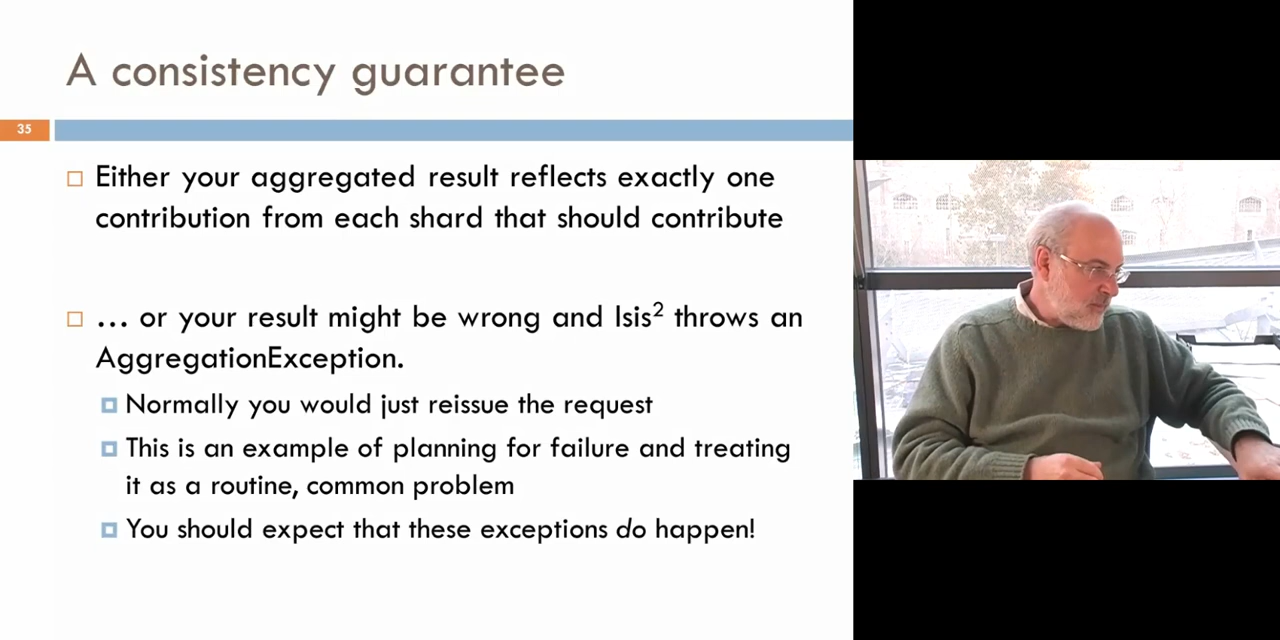 A consistency guarantee
35
Either your aggregated result reflects exactly one
contribution from each shard that should contribute
... or your result might be wrong and Isis² throws an
AggregationException.
Normally you would just reissue the request
This is an example of planning for failure and treating
it as a routine, common problem
You should expect that these exceptions do happen!